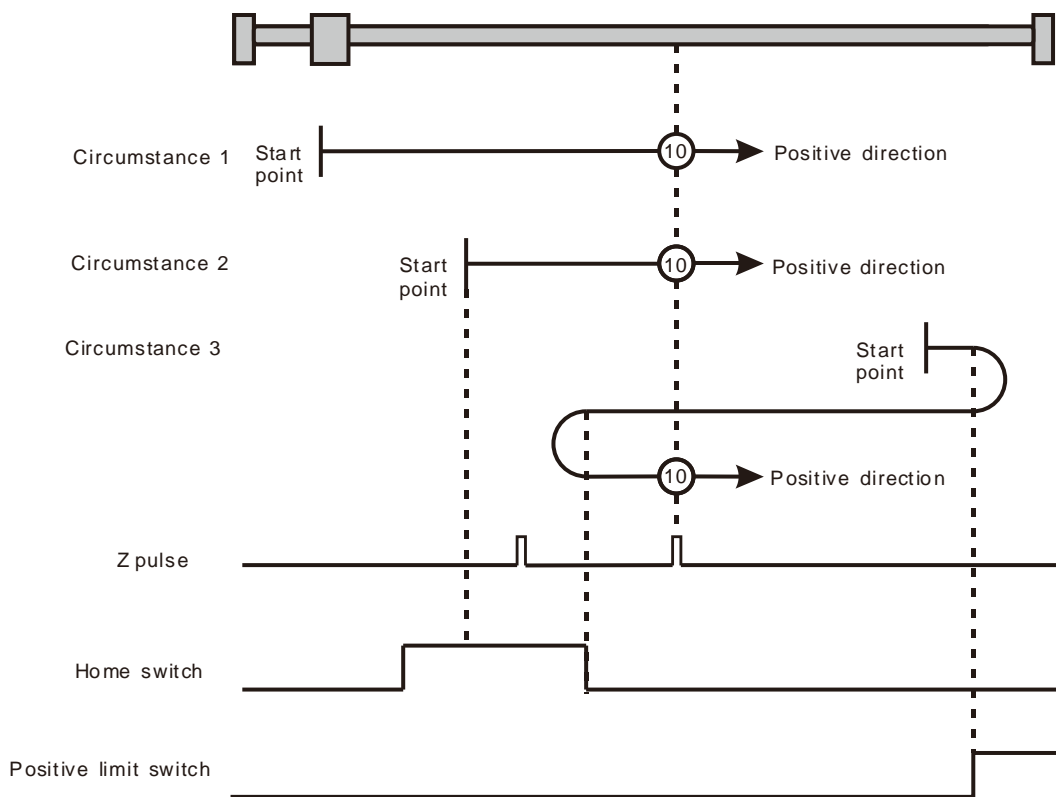 Circumstance 1
Start
point
10
Positive direction
Circumstance 2
Start
point
10
Positive direction
Circumstance 3
Start
point
10
Positive direction
Z pulse
Home switch
Positive limit switch